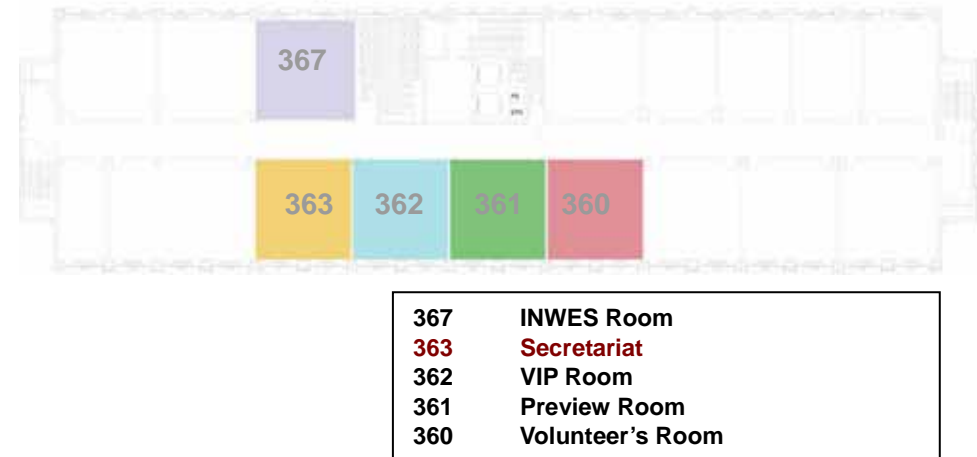 367
363 362 361 360
367 INWES Room
363 Secretariat
362 VIP Room
361 Preview Room
360 Volunteer’s Room